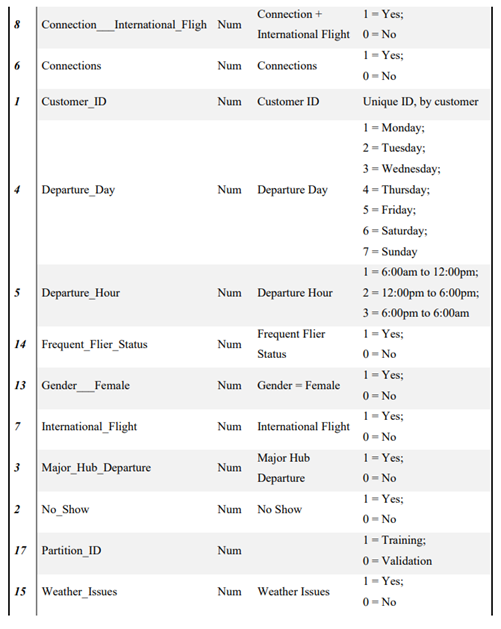 8 Connection___International_Fligh Num Connection + International Flight 1 = Yes; 0 = No
6 Connections Num Connections 1 = Yes; 0 = No
1 Customer_ID Num Customer ID Unique ID, by customer
4 Departure_Day Num Departure Day 1 = Monday;
2 = Tuesday;
3 = Wednesday;
4 = Thursday;
5 = Friday;
6 = Saturday;
7 = Sunday
5 Departure_Hour Num Departure Hour 1 = 6:00am to 12:00pm;
2 = 12:00pm to 6:00pm;
3 = 6:00pm to 6:00am
14 Frequent_Flier_Status Num Frequent Flier Status 1 = Yes; 0 = No
13 Gender___Female Num Gender = Female 1 = Yes; 0 = No
7 International_Flight Num International Flight 1 = Yes; 0 = No
3 Major_Hub_Departure Num Major Hub Departure 1 = Yes; 0 = No
2 No_Show Num No Show 1 = Yes; 0 = No
17 Partition_ID Num 1 = Training; 0 = Validation
15 Weather_Issues Num Weather Issues 1 = Yes; 0 = No